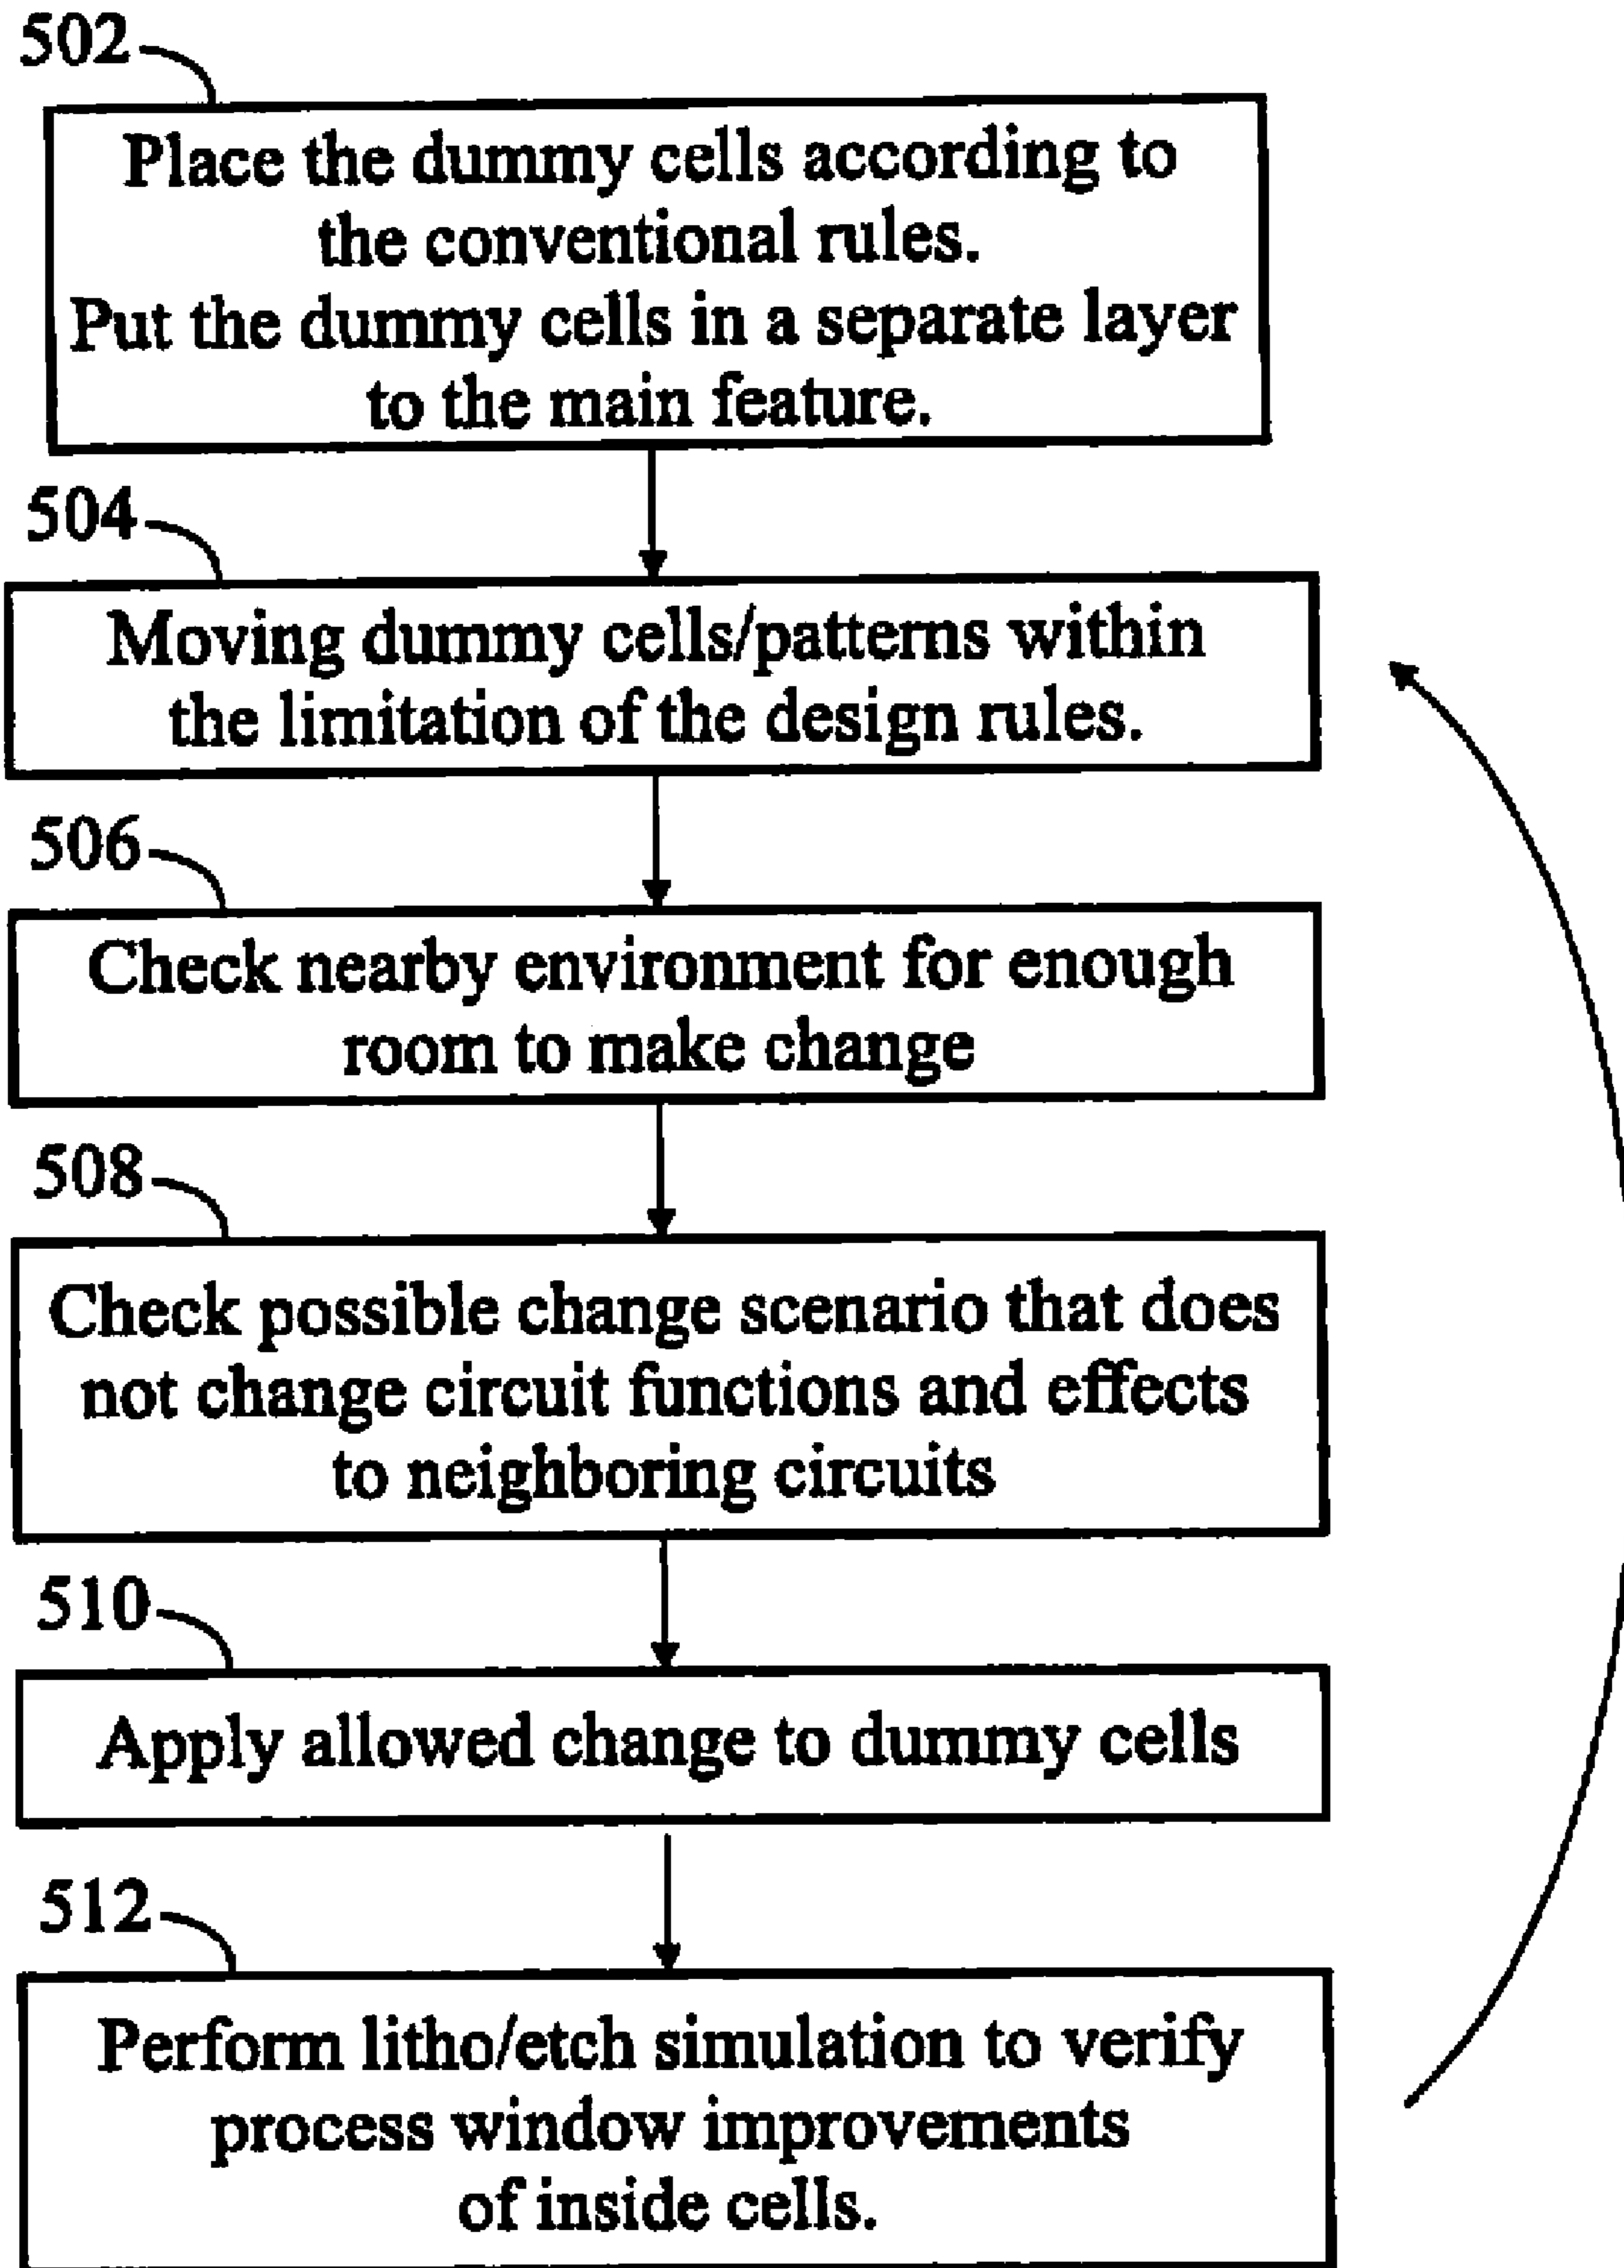 502
Place the dummy cells according to
the conventional rules.
Put the dummy cells in a separate layer
to the main feature.
504
Moving dummy cells/patterns within
the limitation of the design rules.
506
Check nearby environment for enough
room to make change
508
Check possible change scenario that does
not change circuit functions and effects
to neighboring circuits
510
Apply allowed change to dummy cells
512
Perform litho/etch simulation to verify
process window improvements
of inside cells.